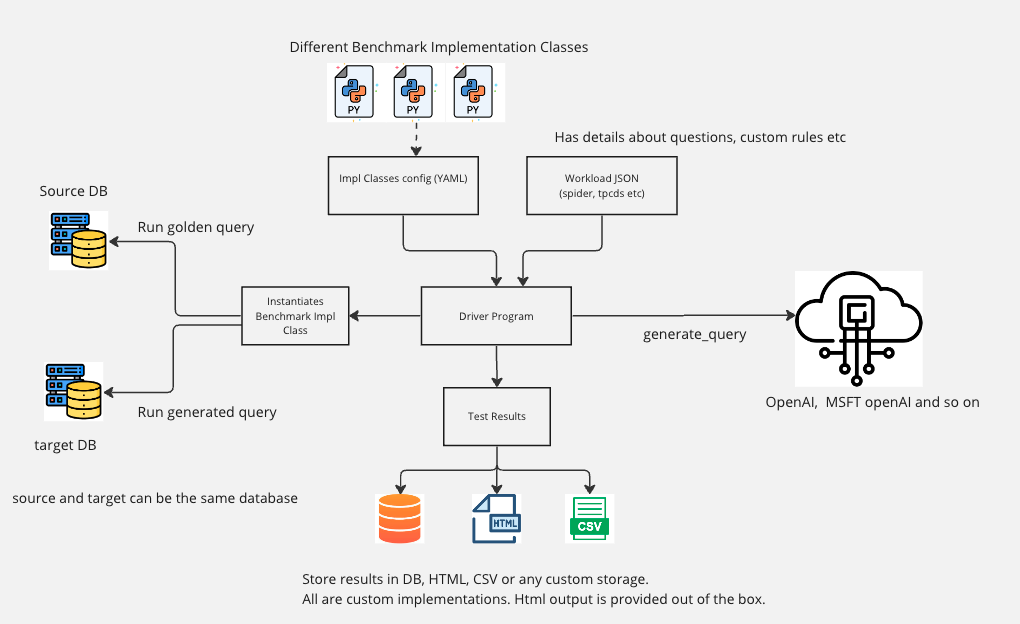 Different Benchmark Implementation Classes
PY
PY
PY
Has details about questions, custom rules etc
Impl Classes config (YAML)
Workload JSON
(spider, tpcds etc)
Source DB
Run golden query
Instantiates
Benchmark Impl
Class
Driver Program
generate_query
OpenAI,  MSFT openAI and so on
Run generated query
target DB
Test Results
source and target can be the same database
HTML
CSV
Store results in DB, HTML, CSV or any custom storage.
All are custom implementations. Html output is provided out of the box.